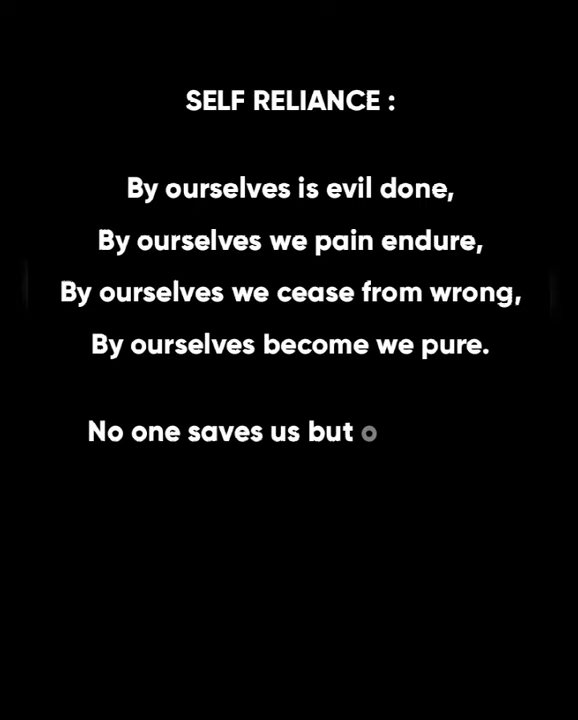 SELF RELIANCE :
By ourselves is evil done,
By ourselves we pain endure,
By ourselves we cease from wrong,
By ourselves become we pure.
No one saves us but o